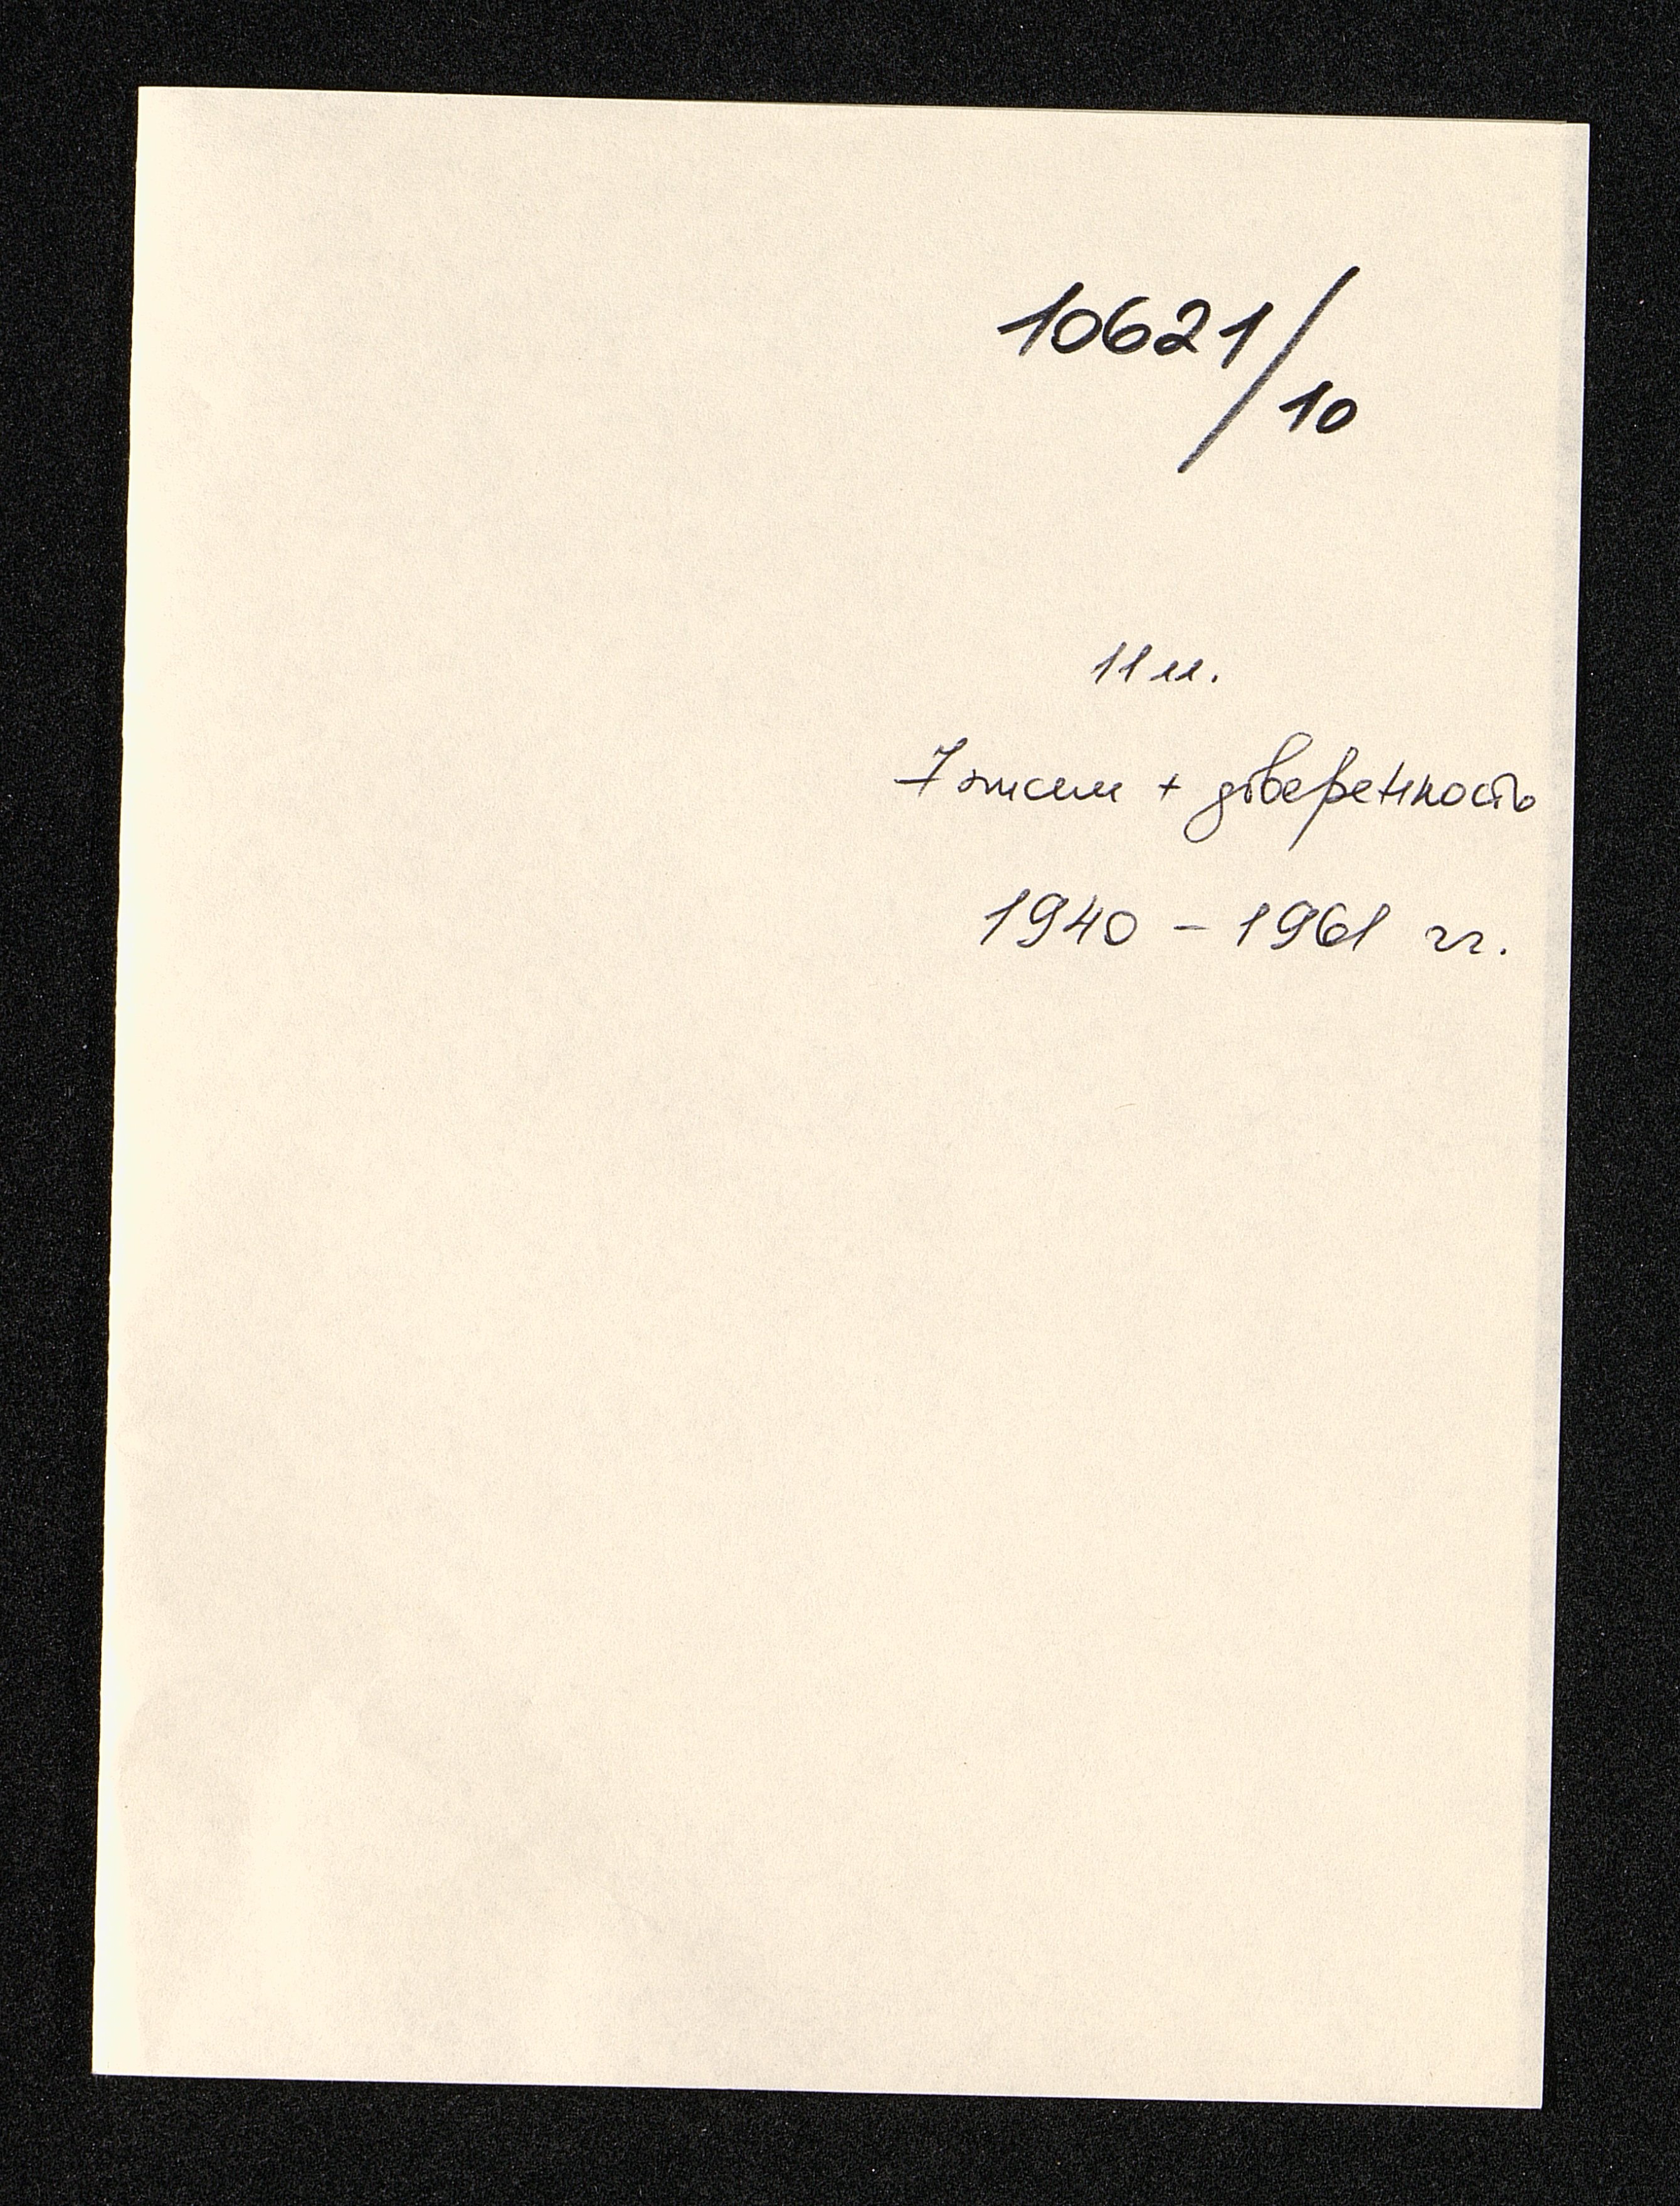 10621/10
11 лл.
7 писем + доверенность
1940 – 1961 гг.